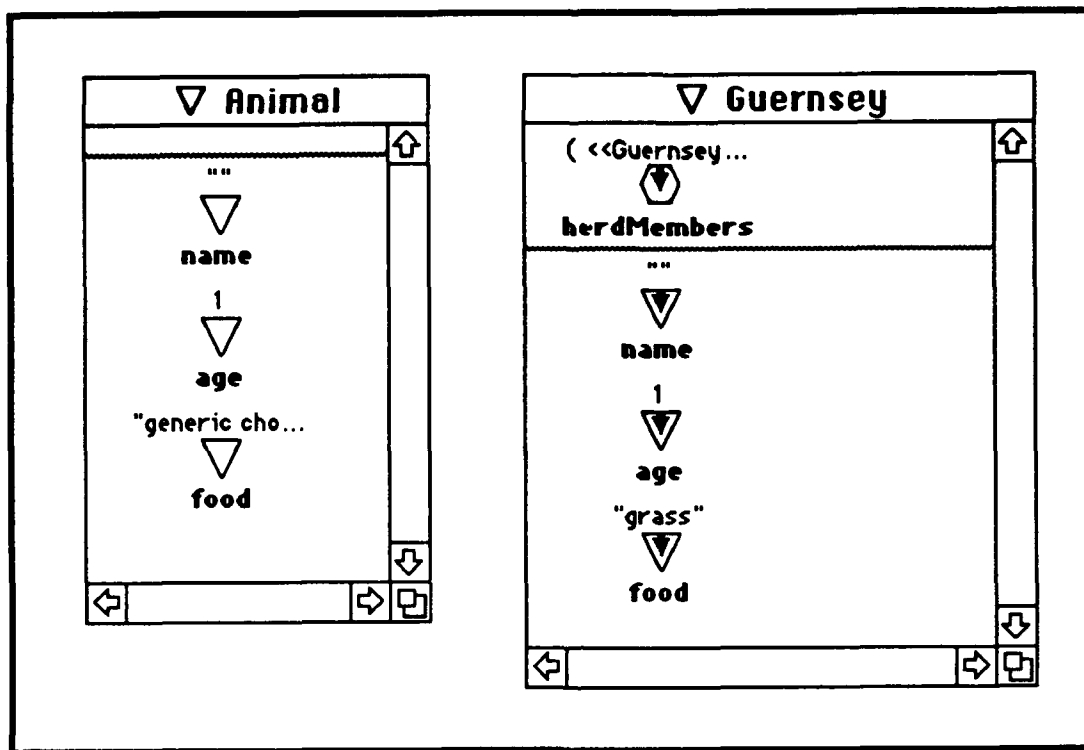 Animal
""
name
1
age
"generic cho...
food
Guernsey
( <<Guernsey...
herdMembers
""
name
1
age
"grass"
food